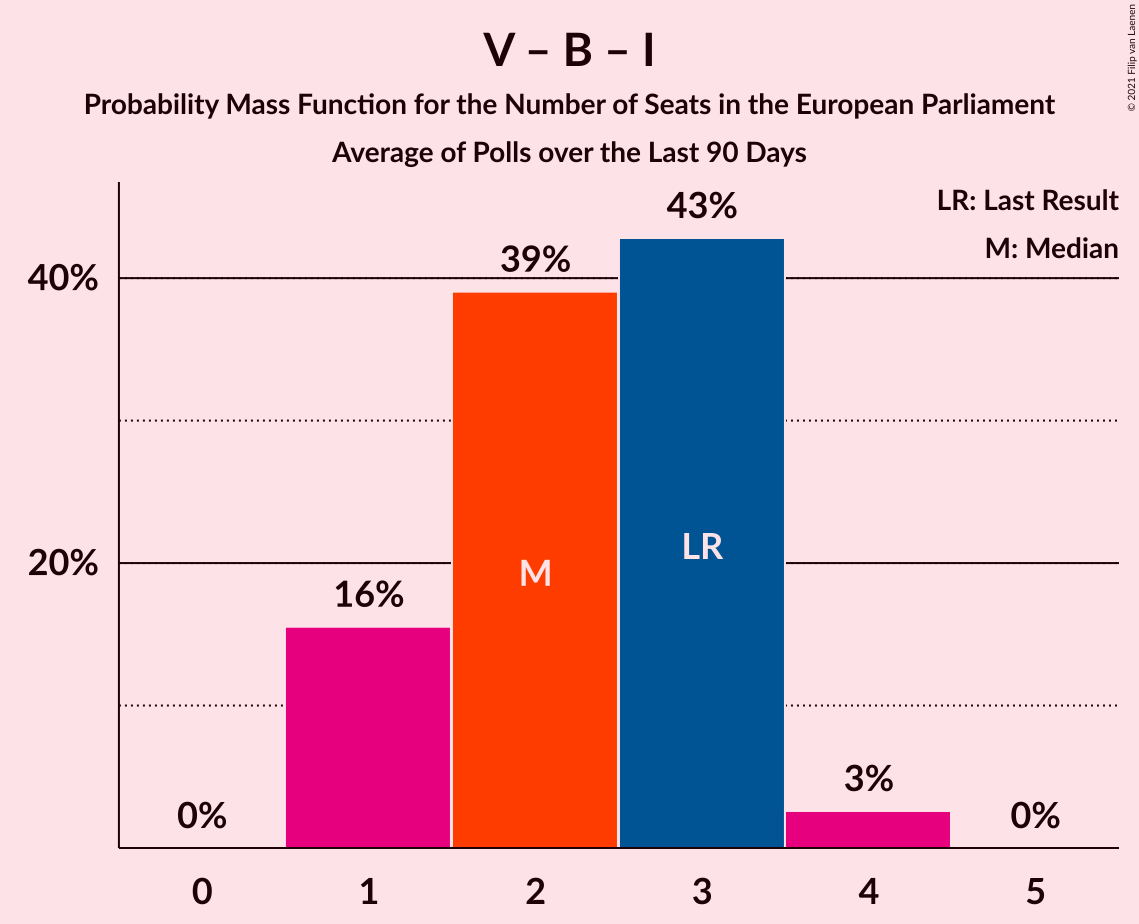 V – B – I
Probability Mass Function for the Number of Seats in the European Parliament
Average of Polls over the Last 90 Days
© 2021 Filip van Laenen
LR: Last Result
M: Median
43%
39%
40%
LR
M
20%
16%
3%
0%
0%
0 1 2 3 4 5